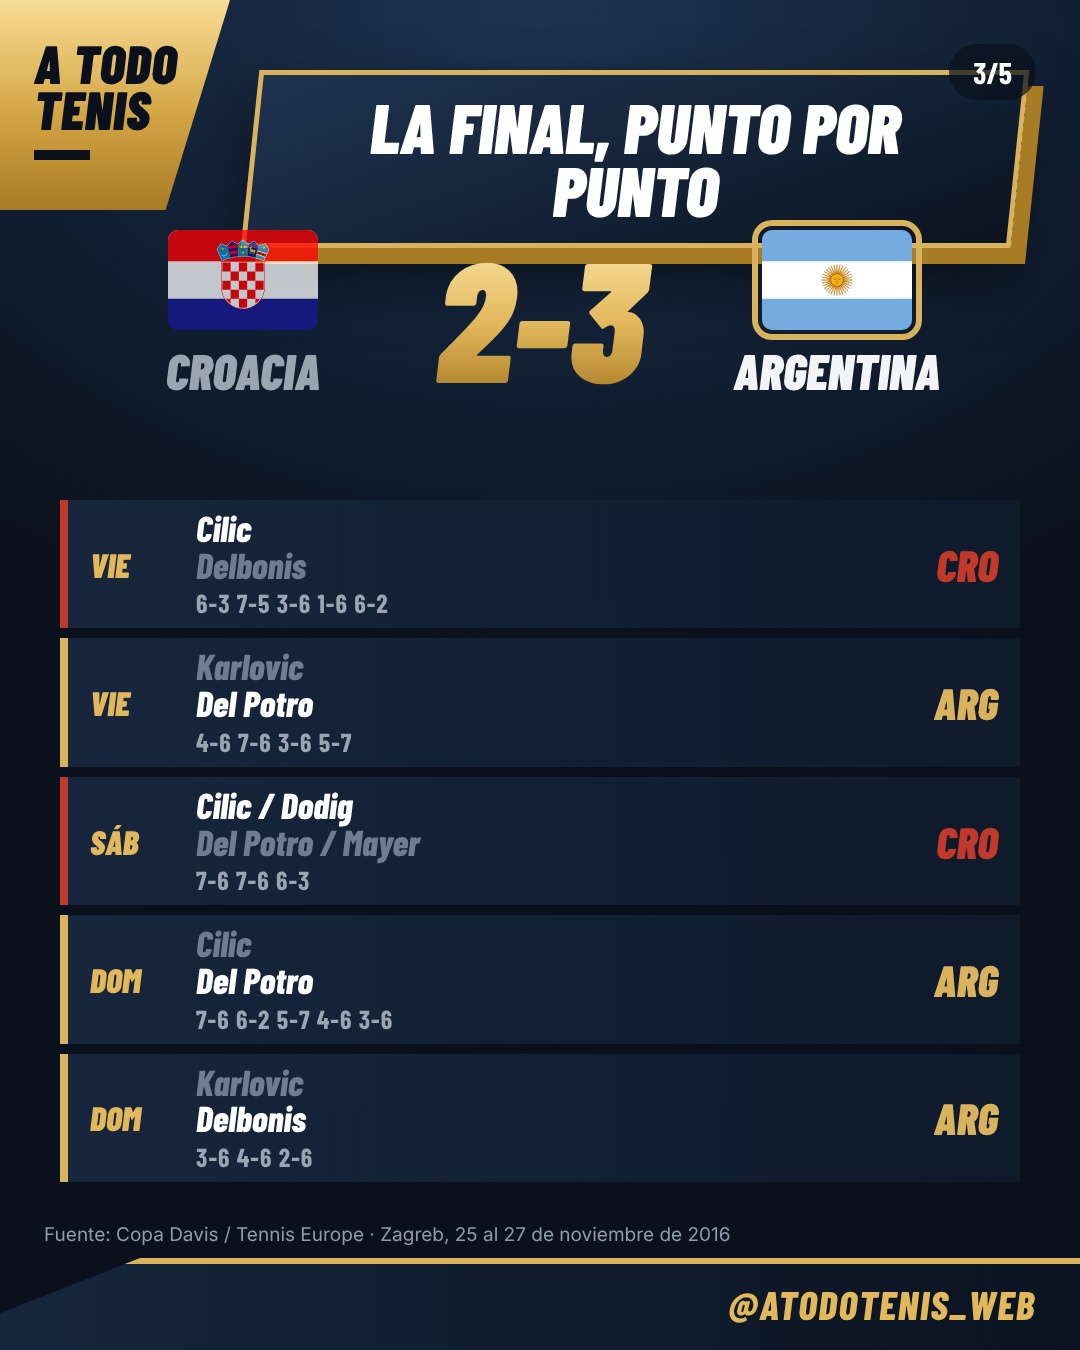 A TODO
TENIS
3/5
LA FINAL, PUNTO POR
PUNTO
2-3
CROACIA
ARGENTINA
VIE
Cilic
Delbonis
6-3 7-5 3-6 1-6 6-2
CRO
VIE
Karlovic
Del Potro
4-6 7-6 3-6 5-7
ARG
SÁB
Cilic / Dodig
Del Potro / Mayer
7-6 7-6 6-3
CRO
DOM
Cilic
Del Potro
7-6 6-2 5-7 4-6 3-6
ARG
DOM
Karlovic
Delbonis
3-6 4-6 2-6
ARG
Fuente: Copa Davis / Tennis Europe · Zagreb, 25 al 27 de noviembre de 2016
@ATODOTENIS_WEB